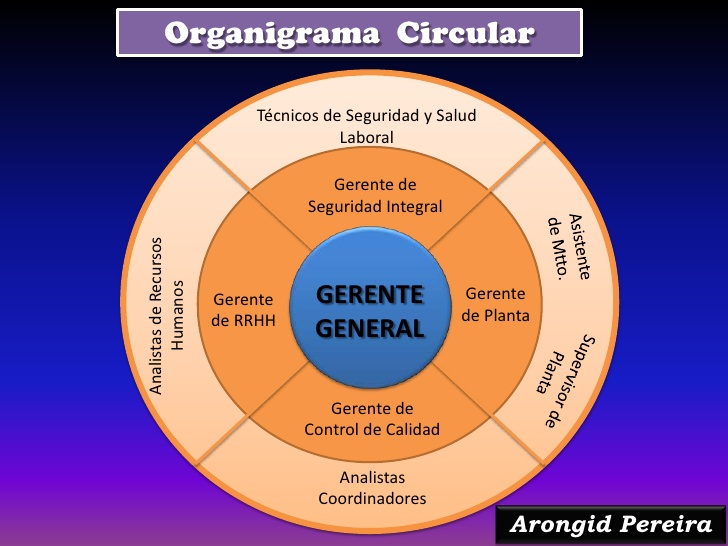 Organigrama Circular
Técnicos de Seguridad y Salud
Laboral
Gerente de
Seguridad Integral
Asistente
de Mtto.
Analistas de Recursos
Humanos
Gerente
de RRHH
GERENTE
GENERAL
Gerente
de Planta
Supervisor de
Planta
Gerente de
Control de Calidad
Analistas
Coordinadores
Arongid Pereira